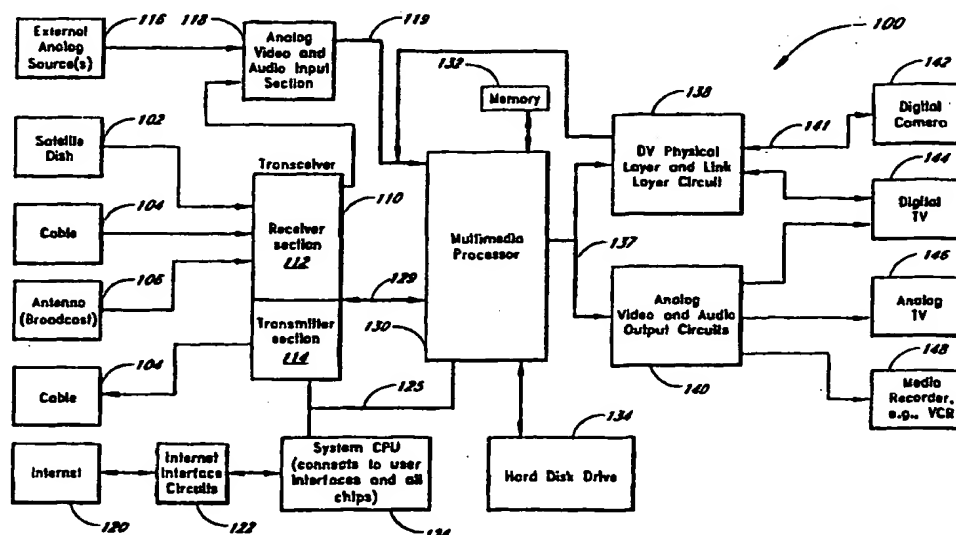 116
118
119
100
External
Analog
Source(s)
Analog
Video and
Audio Input
Section
132
Memory
138
142
Digital
Camera
102
Satellite
Dish
DV Physical
Layer and Link
Layer Circuit
141
144
Digital
TV
Transceiver
104
Cable
110
Receiver
section
112
Multimedia
Processor
137
106
Antenna
(Broadcast)
129
146
Analog
TV
Analog
Video and Audio
Output Circuits
Transmitter
section
114
130
104
Cable
125
140
148
Media
Recorder,
e.g., VCR
134
Hard Disk Drive
Internet
Internet
Interface
Circuits
System CPU
(connects to user
interfaces and all
chips)
120
122
124